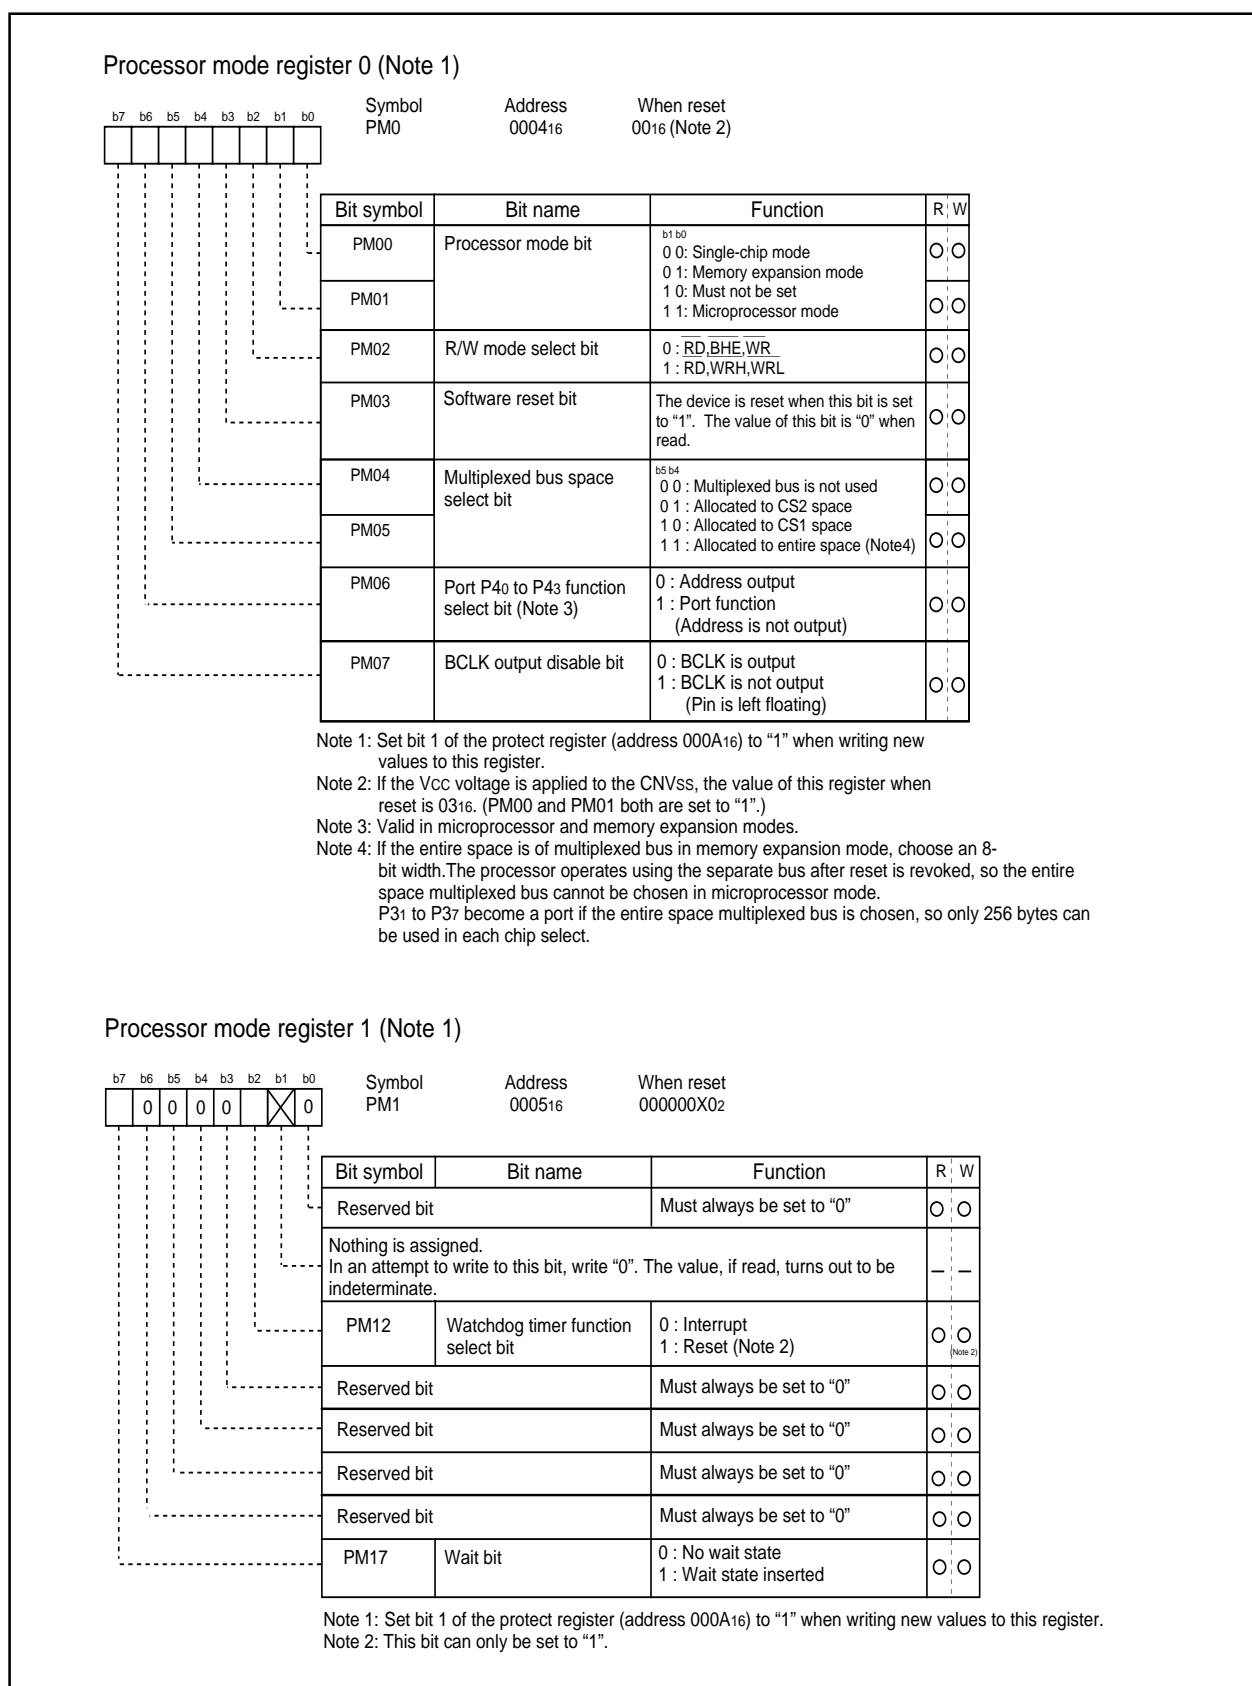 Processor mode register 0 (Note 1)
b7 b6 b5 b4 b3 b2 b1 b0
Symbol Address When reset
PM0 000416 0016 (Note 2)
Bit symbol Bit name Function R W
PM00 Processor mode bit
b1 b0
0 0: Single-chip mode
0 1: Memory expansion mode
1 0: Must not be set
1 1: Microprocessor mode
PM01
PM02 R/W mode select bit
0 : RD,BHE,WR
1 : RD,WRH,WRL
PM03 Software reset bit
The device is reset when this bit is set
to “1”. The value of this bit is “0” when
read.
PM04 Multiplexed bus space
select bit
b5 b4
0 0 : Multiplexed bus is not used
0 1 : Allocated to CS2 space
1 0 : Allocated to CS1 space
1 1 : Allocated to entire space (Note4)
PM05
PM06 Port P40 to P43 function
select bit (Note 3)
0 : Address output
1 : Port function
(Address is not output)
PM07 BCLK output disable bit
0 : BCLK is output
1 : BCLK is not output
(Pin is left floating)
Note 1: Set bit 1 of the protect register (address 000A16) to “1” when writing new
values to this register.
Note 2: If the VCC voltage is applied to the CNVSS, the value of this register when
reset is 0316. (PM00 and PM01 both are set to “1”.)
Note 3: Valid in microprocessor and memory expansion modes.
Note 4: If the entire space is of multiplexed bus in memory expansion mode, choose an 8-
bit width.The processor operates using the separate bus after reset is revoked, so the entire
space multiplexed bus cannot be chosen in microprocessor mode.
P31 to P37 become a port if the entire space multiplexed bus is chosen, so only 256 bytes can
be used in each chip select.
Processor mode register 1 (Note 1)
b7 b6 b5 b4 b3 b2 b1 b0
0 0 0 0 0
Symbol Address When reset
PM1 000516 000000X02
Bit symbol Bit name Function R W
Reserved bit Must always be set to “0”
Nothing is assigned.
In an attempt to write to this bit, write “0”. The value, if read, turns out to be
indeterminate.
PM12 Watchdog timer function
select bit
0 : Interrupt
1 : Reset (Note 2)
(Note 2)
Reserved bit Must always be set to “0”
Reserved bit Must always be set to “0”
Reserved bit Must always be set to “0”
Reserved bit Must always be set to “0”
PM17 Wait bit
0 : No wait state
1 : Wait state inserted
Note 1: Set bit 1 of the protect register (address 000A16) to “1” when writing new values to this register.
Note 2: This bit can only be set to “1”.